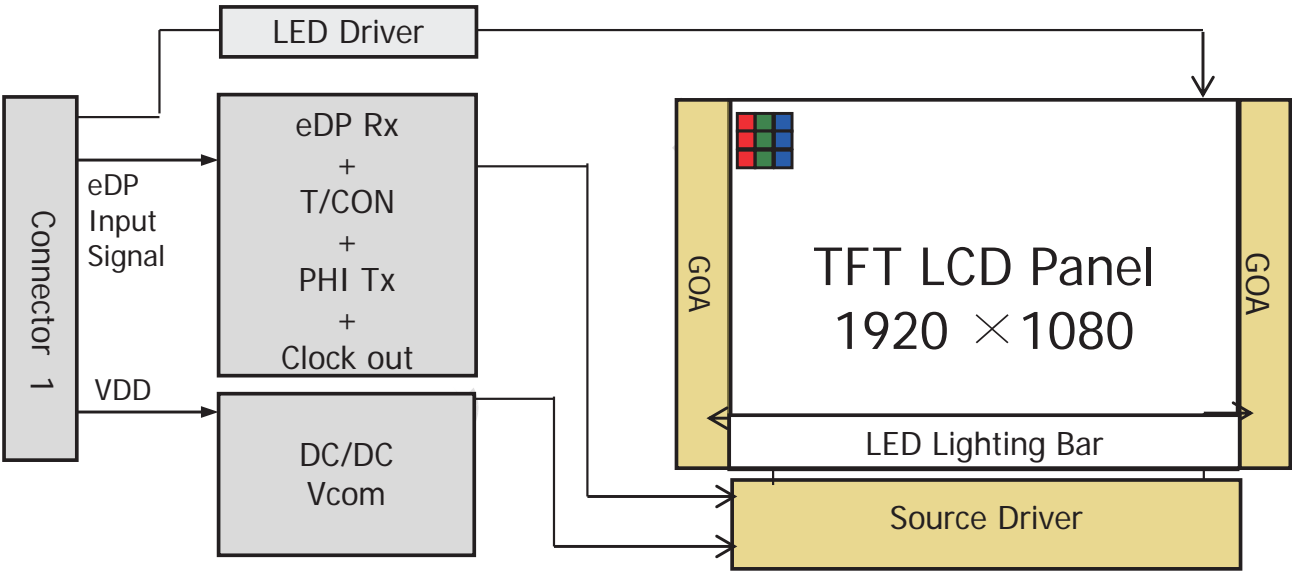 LED Driver
Connector 1
eDP
Input
Signal
VDD
eDP Rx
+
T/CON
+
PHI Tx
+
Clock out
DC/DC
Vcom
GOA
TFT LCD Panel
1920 ×1080
GOA
LED Lighting Bar
Source Driver